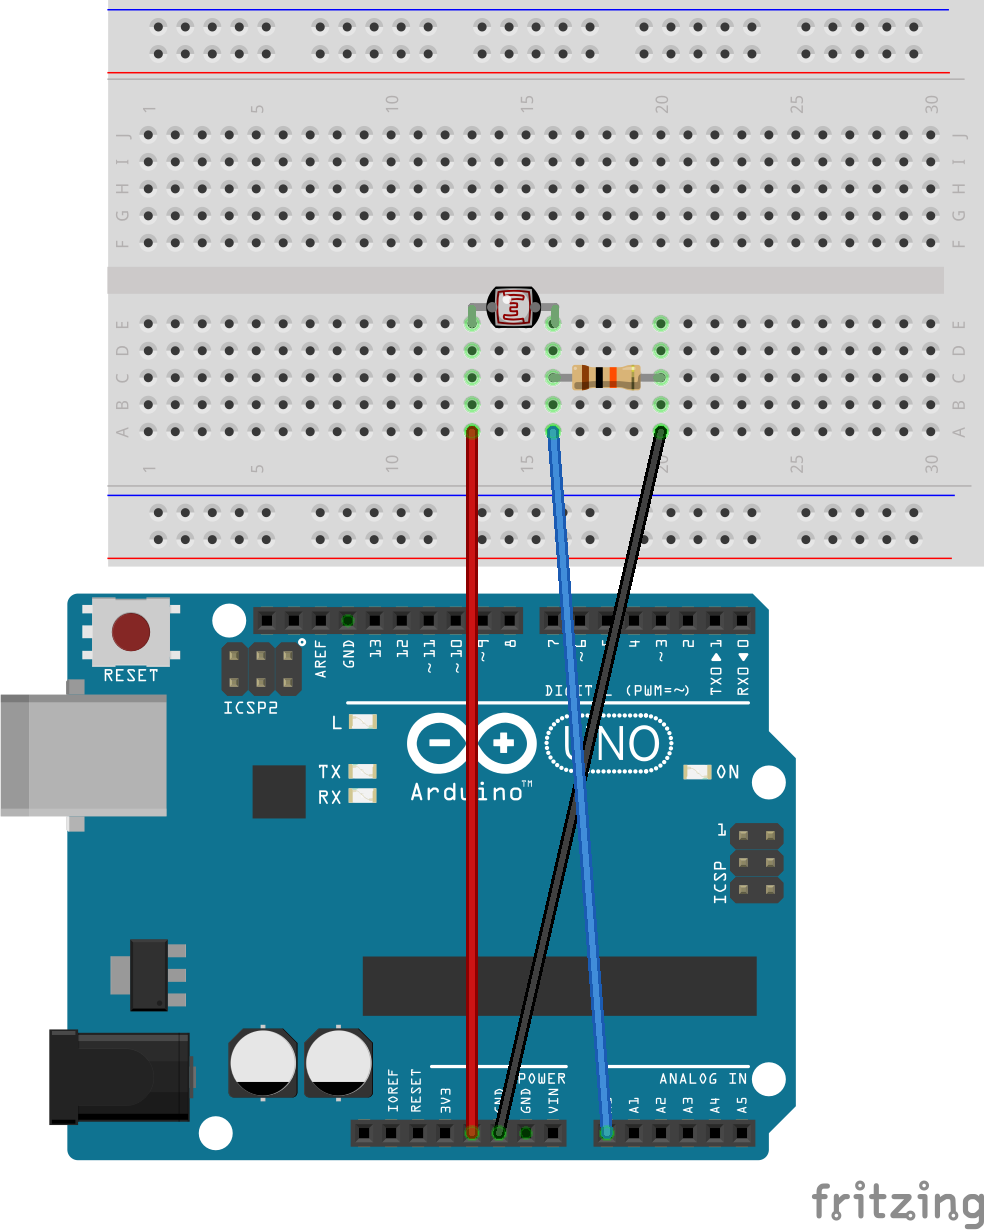 1 5 10 15 20 25 30
J J
I I
H H
G G
F F
E E
D D
C C
B B
A A
1 5 10 15 20 25 30
RESET
ICSP2
AREF GND 13 12 ~11 ~10 ~9 8 7 ~6 5 4 ~3 2 TX0▶1 RX0◀0
DIGITAL (PWM=~)
L
TX
RX
UNO
ON
Arduino™
1
ICSP
POWER
ANALOG IN
IOREF RESET 3V3 GND GND VIN A0 A1 A2 A3 A4 A5
fritzing